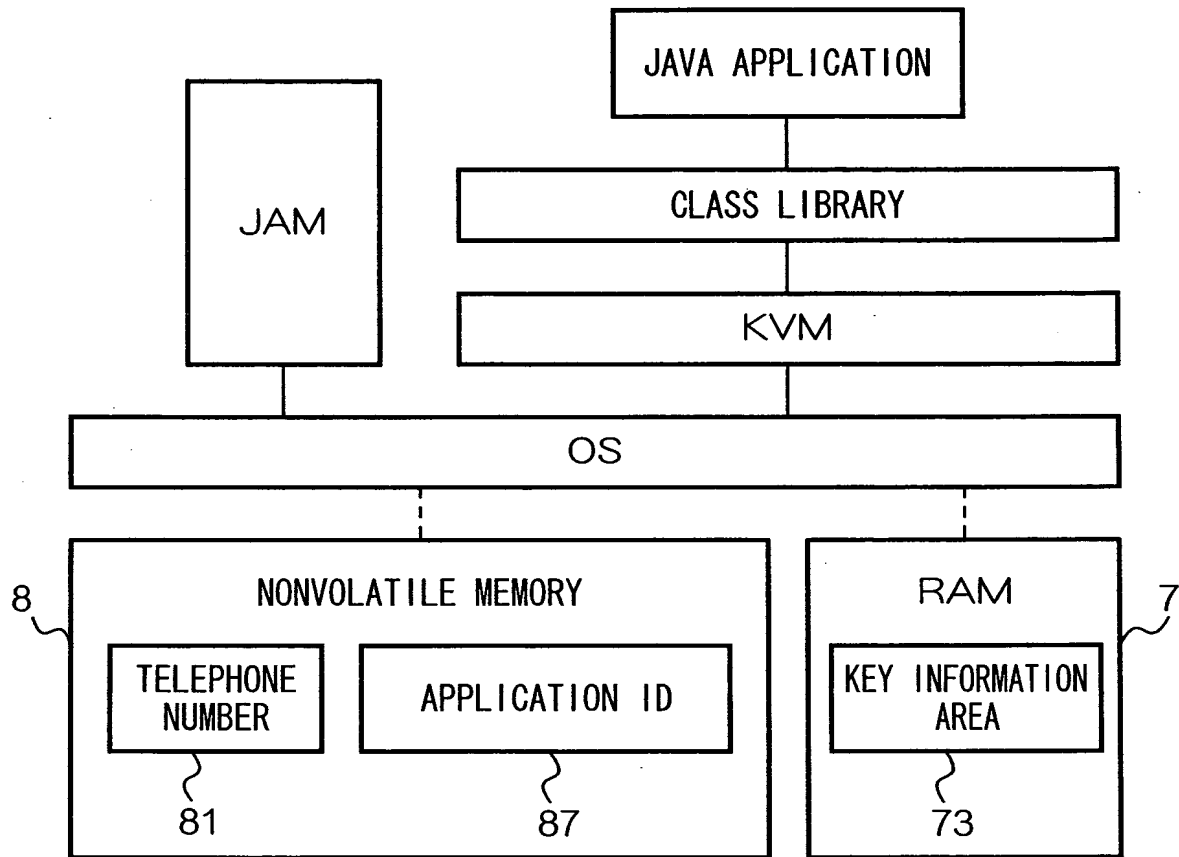 JAVA APPLICATION
JAM
CLASS LIBRARY
KVM
OS
NONVOLATILE MEMORY
RAM
8
7
TELEPHONE
NUMBER
APPLICATION ID
KEY INFORMATION
AREA
81
87
73